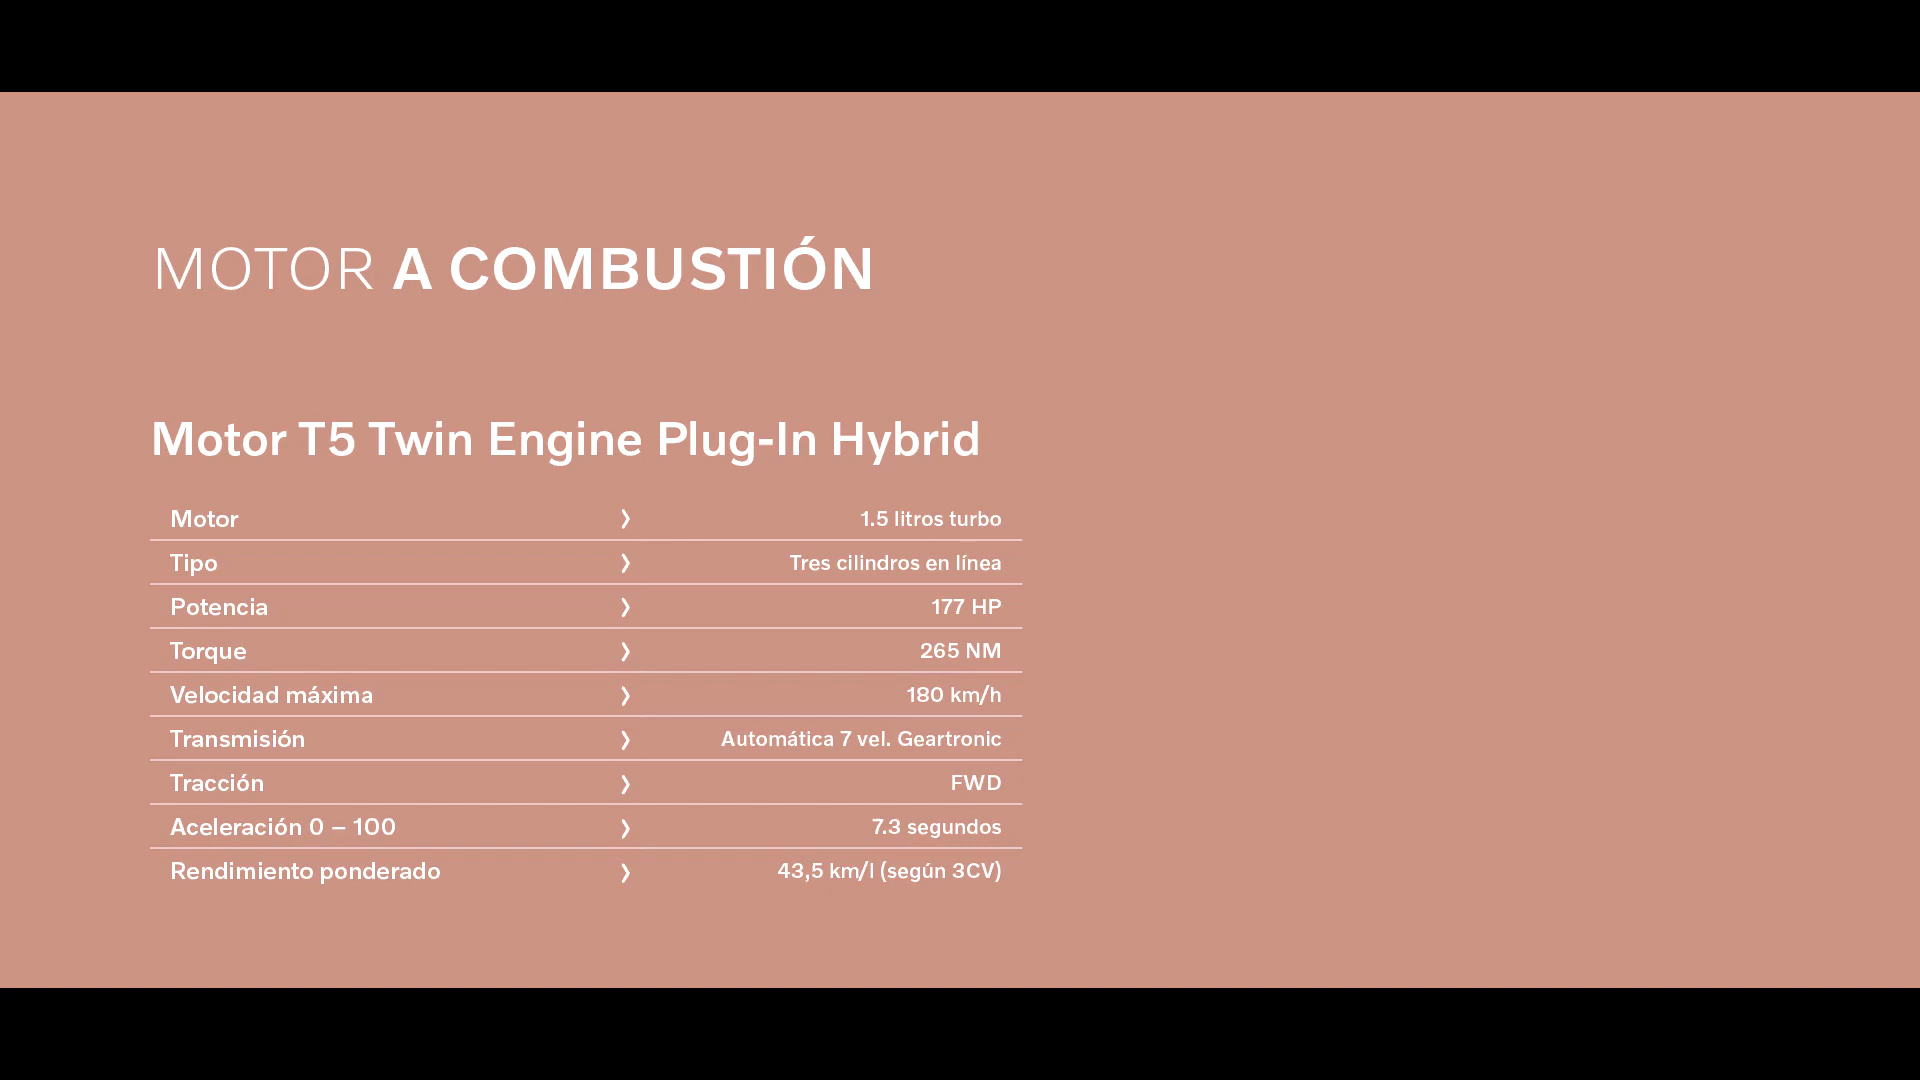 MOTOR A COMBUSTIÓN
Motor T5 Twin Engine Plug-In Hybrid
Motor › 1.5 litros turbo
Tipo › Tres cilindros en línea
Potencia › 177 HP
Torque › 265 NM
Velocidad máxima › 180 km/h
Transmisión › Automática 7 vel. Geartronic
Tracción › FWD
Aceleración 0 – 100 › 7.3 segundos
Rendimiento ponderado › 43,5 km/l (según 3CV)